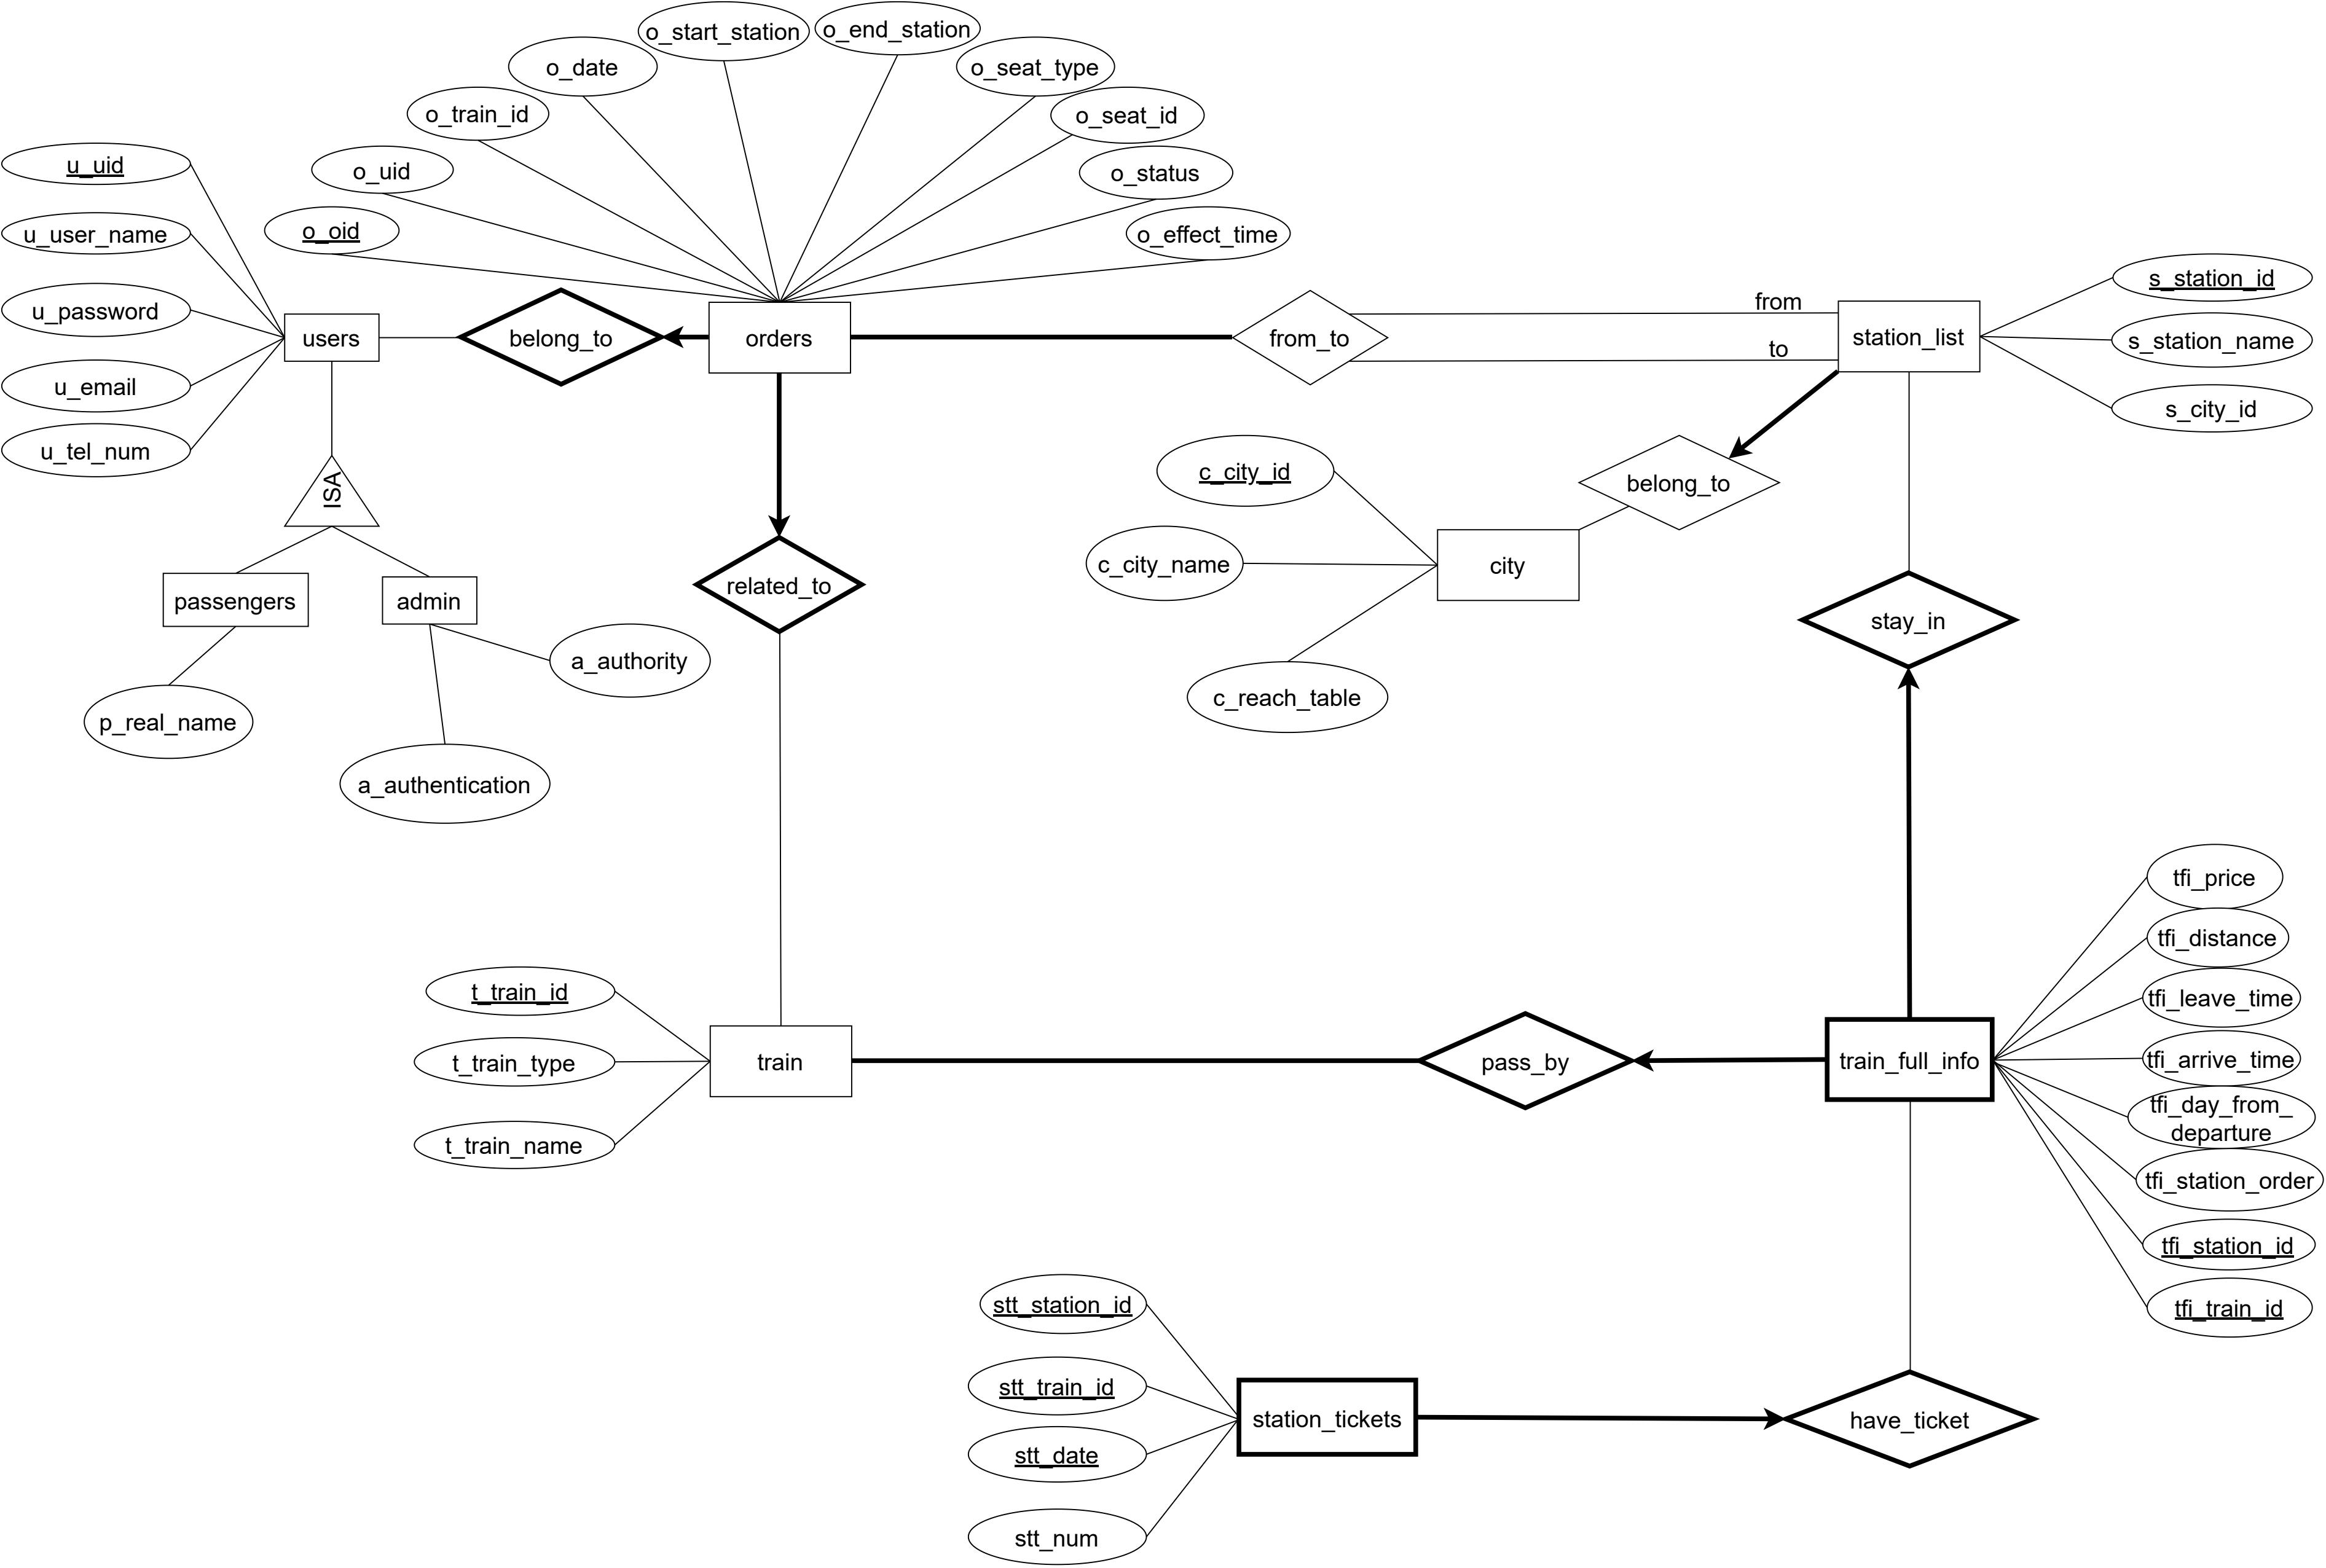 o_start_station
o_end_station
o_date
o_seat_type
o_train_id
o_seat_id
u_uid
o_uid
o_status
u_user_name
o_oid
o_effect_time
s_station_id
u_password
users
belong_to
orders
from_to
from
to
station_list
s_station_name
u_email
s_city_id
u_tel_num
ISA
c_city_id
belong_to
c_city_name
city
passengers
admin
related_to
stay_in
a_authority
p_real_name
c_reach_table
a_authentication
tfi_price
tfi_distance
t_train_id
tfi_leave_time
t_train_type
train
pass_by
train_full_info
tfi_arrive_time
tfi_day_from_
departure
t_train_name
tfi_station_order
tfi_station_id
stt_station_id
tfi_train_id
stt_train_id
station_tickets
have_ticket
stt_date
stt_num